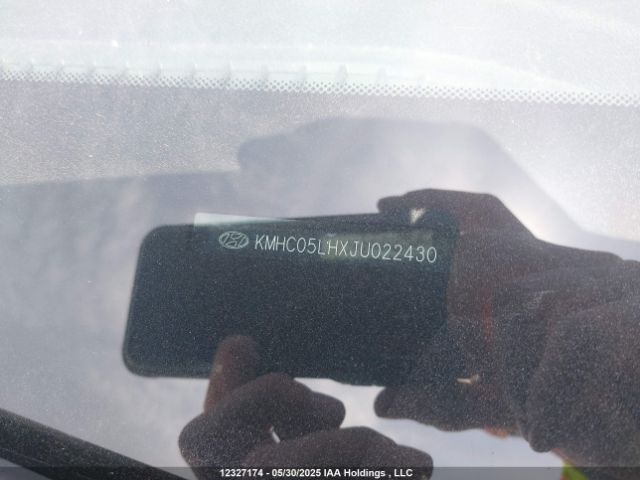 KMHC05LHXJU022430
12327174 - 05/30/2025 IAA Holdings , LLC